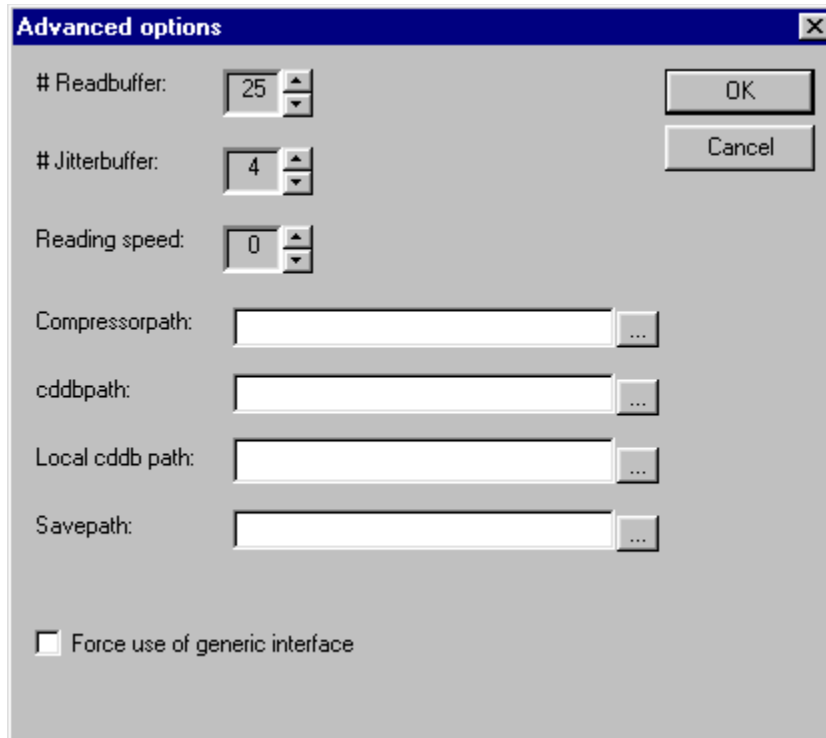 Advanced options
# Readbuffer: 25
OK
# Jitterbuffer: 4
Cancel
Reading speed: 0
Compressorpath: ...
cddbpath: ...
Local cddb path: ...
Savepath: ...
Force use of generic interface